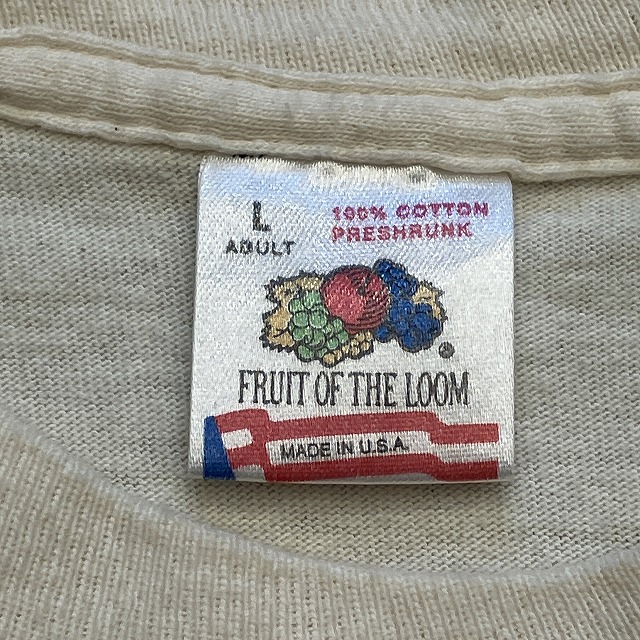 L
ADULT
100% COTTON
PRESHRUNK
FRUIT OF THE LOOM
MADE IN U.S.A.